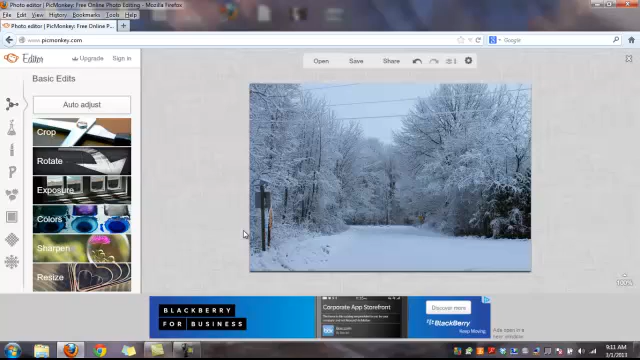 Photo editor | PicMonkey: Free Online Photo Editing - Mozilla Firefox
File Edit View History Bookmarks Tools Help
Photo editor | PicMonkey: Free Online P...
www.picmonkey.com
Google
Editor
Upgrade
Sign in
Open
Save
Share
Basic Edits
Auto adjust
Crop
Rotate
Exposure
Colors
Sharpen
Resize
100%
BLACKBERRY
FOR BUSINESS
Corporate App Storefront
Discover more
BlackBerry
Keep Moving
9:11 AM
3/1/2013